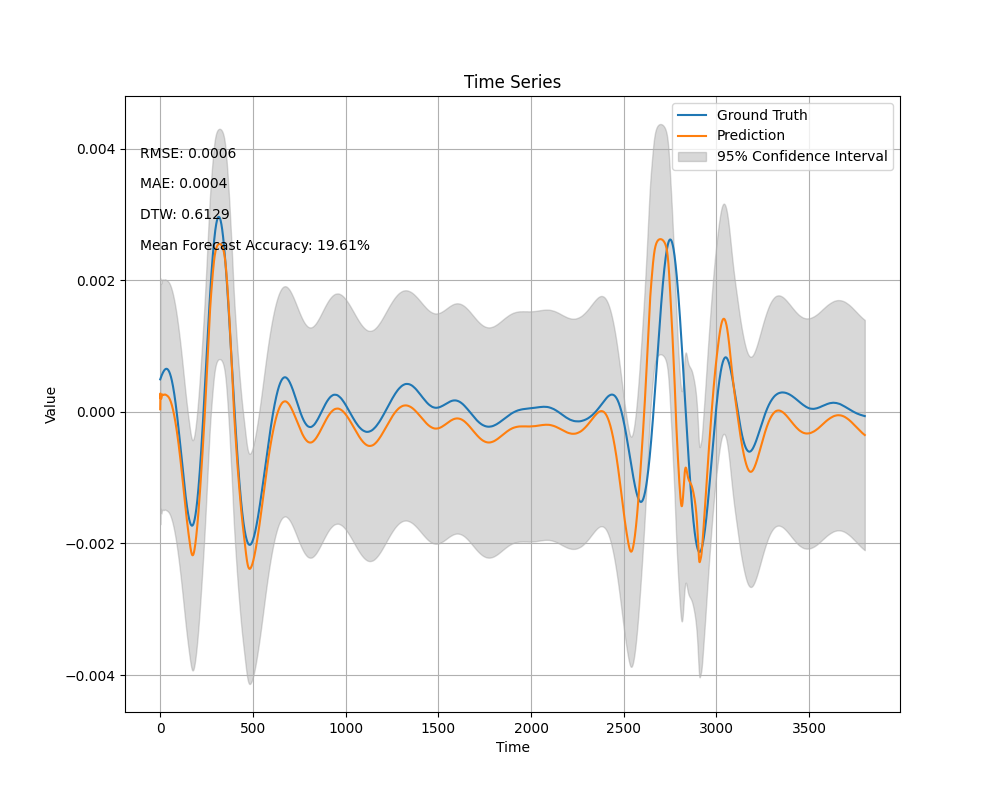 Time Series
Ground Truth
Prediction
95% Confidence Interval
RMSE: 0.0006
MAE: 0.0004
DTW: 0.6129
Mean Forecast Accuracy: 19.61%
0.004
0.002
0.000
−0.002
−0.004
Value
0 500 1000 1500 2000 2500 3000 3500
Time